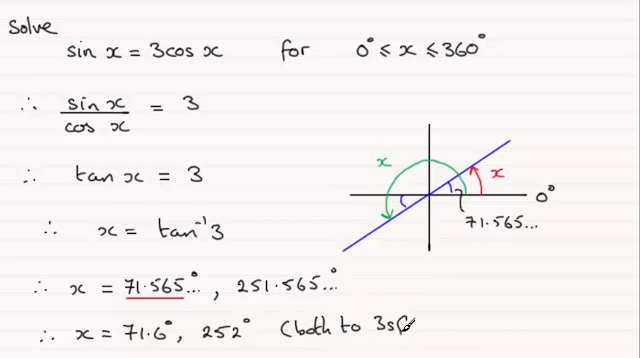 Solve
sin x = 3cos x for 0° ≤ x ≤ 360°
∴ sin x / cos x = 3
∴ tan x = 3
∴ x = tan⁻¹3
∴ x = 71.565...°, 251.565...°
∴ x = 71.6°, 252° (both to 3sf
x
x
0°
71.565...